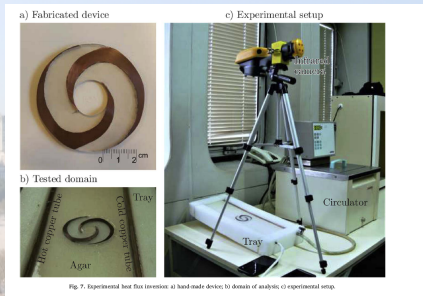 a) Fabricated device
c) Experimental setup
Infrared
camera
0 1 2 cm
b) Tested domain
Hot copper tube
Cold copper tube
Tray
Agar
Circulator
Tray
Fig. 7. Experimental heat flux inversion: a) hand-made device; b) domain of analysis; c) experimental setup.